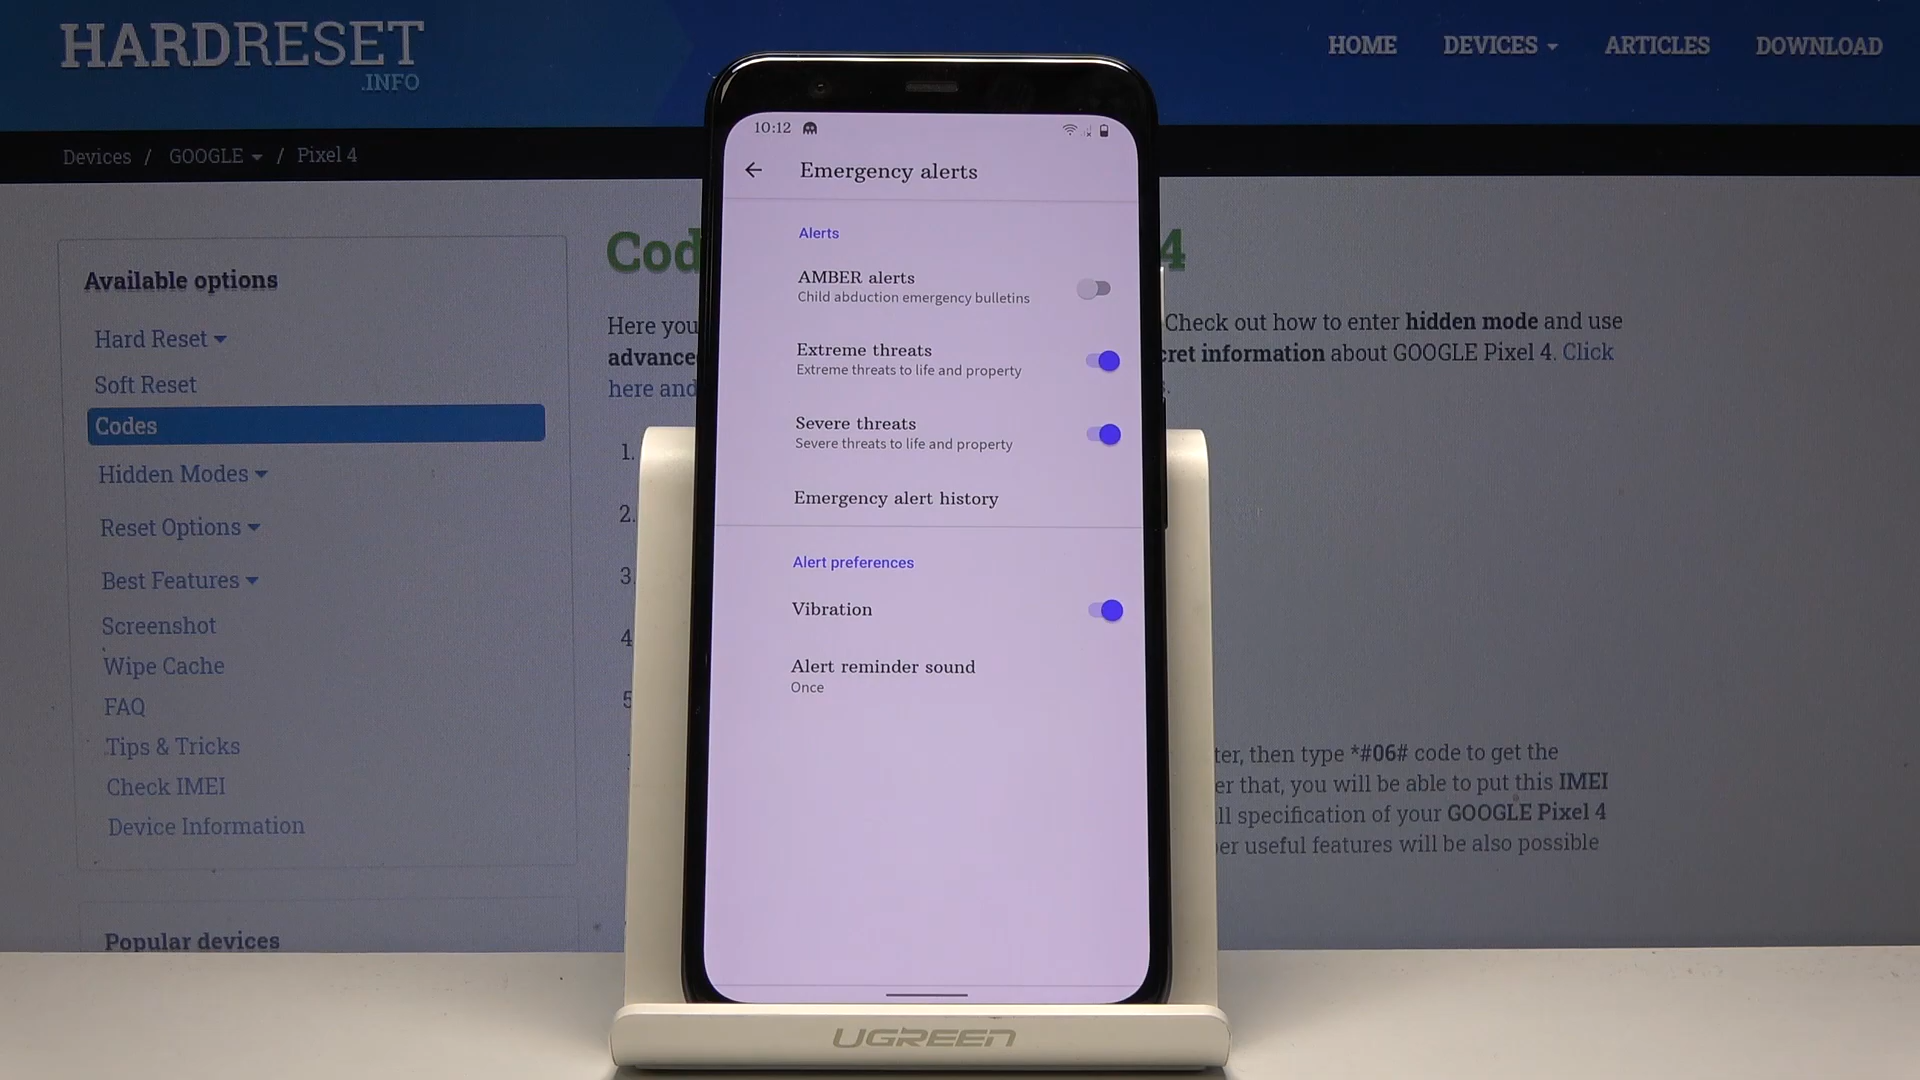 HARDRESET
.INFO
HOME DEVICES ARTICLES DOWNLOAD
Devices / GOOGLE / Pixel 4
Available options
Hard Reset
Soft Reset
Codes
Hidden Modes
Reset Options
Best Features
Screenshot
Wipe Cache
FAQ
Tips & Tricks
Check IMEI
Device Information
Popular devices
10:12
Emergency alerts
Alerts
AMBER alerts
Child abduction emergency bulletins
Extreme threats
Extreme threats to life and property
Severe threats
Severe threats to life and property
Emergency alert history
Alert preferences
Vibration
Alert reminder sound
Once
4
Here you
Check out how to enter hidden mode and use
information about GOOGLE Pixel 4. Click
here and
1.
2.
3.
4
5
then type *#06# code to get the
that, you will be able to put this IMEI
specification of your GOOGLE Pixel 4
useful features will be also possible
UGREEN